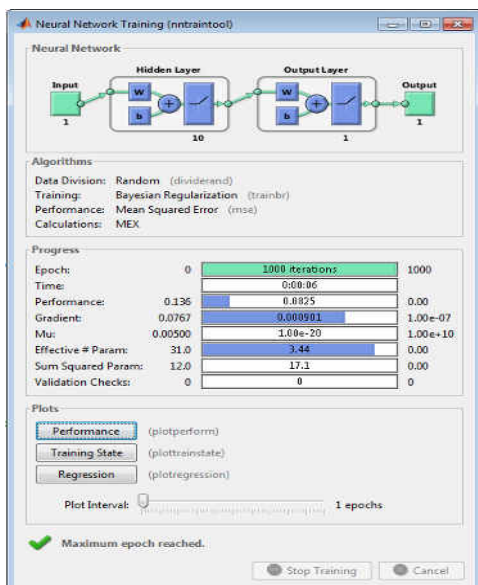 Neural Network Training (nntraintool)
Neural Network
Hidden Layer
Output Layer
Input
Output
W
b
+
W
b
+
1
10
1
1
Algorithms
Data Division: Random (dividerand)
Training: Bayesian Regularization (trainbr)
Performance: Mean Squared Error (mse)
Calculations: MEX
Progress
Epoch: 0 1000 iterations 1000
Time: 0:00:06
Performance: 0.136 0.0825 0.00
Gradient: 0.0767 0.000901 1.00e-07
Mu: 0.00500 1.00e-20 1.00e+10
Effective # Param: 31.0 3.44 0.00
Sum Squared Param: 12.0 17.1 0.00
Validation Checks: 0 0 0
Plots
Performance (plotperform)
Training State (plottrainstate)
Regression (plotregression)
Plot Interval: 1 epochs
Maximum epoch reached.
Stop Training Cancel